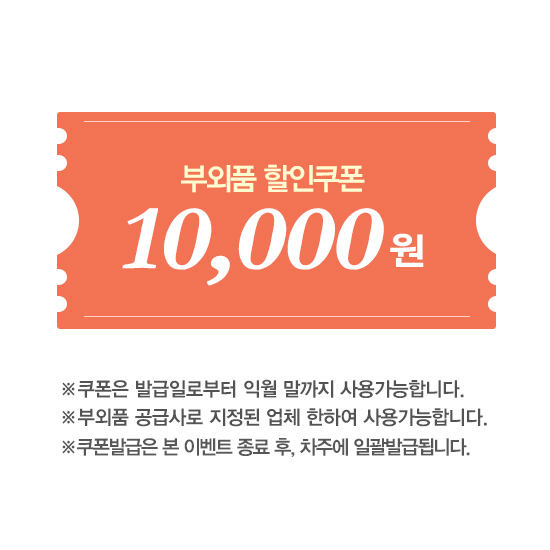 부외품 할인쿠폰
10,000원
※쿠폰은 발급일로부터 익월 말까지 사용가능합니다.
※부외품 공급사로 지정된 업체 한하여 사용가능합니다.
※쿠폰발급은 본 이벤트 종료 후, 차주에 일괄발급됩니다.